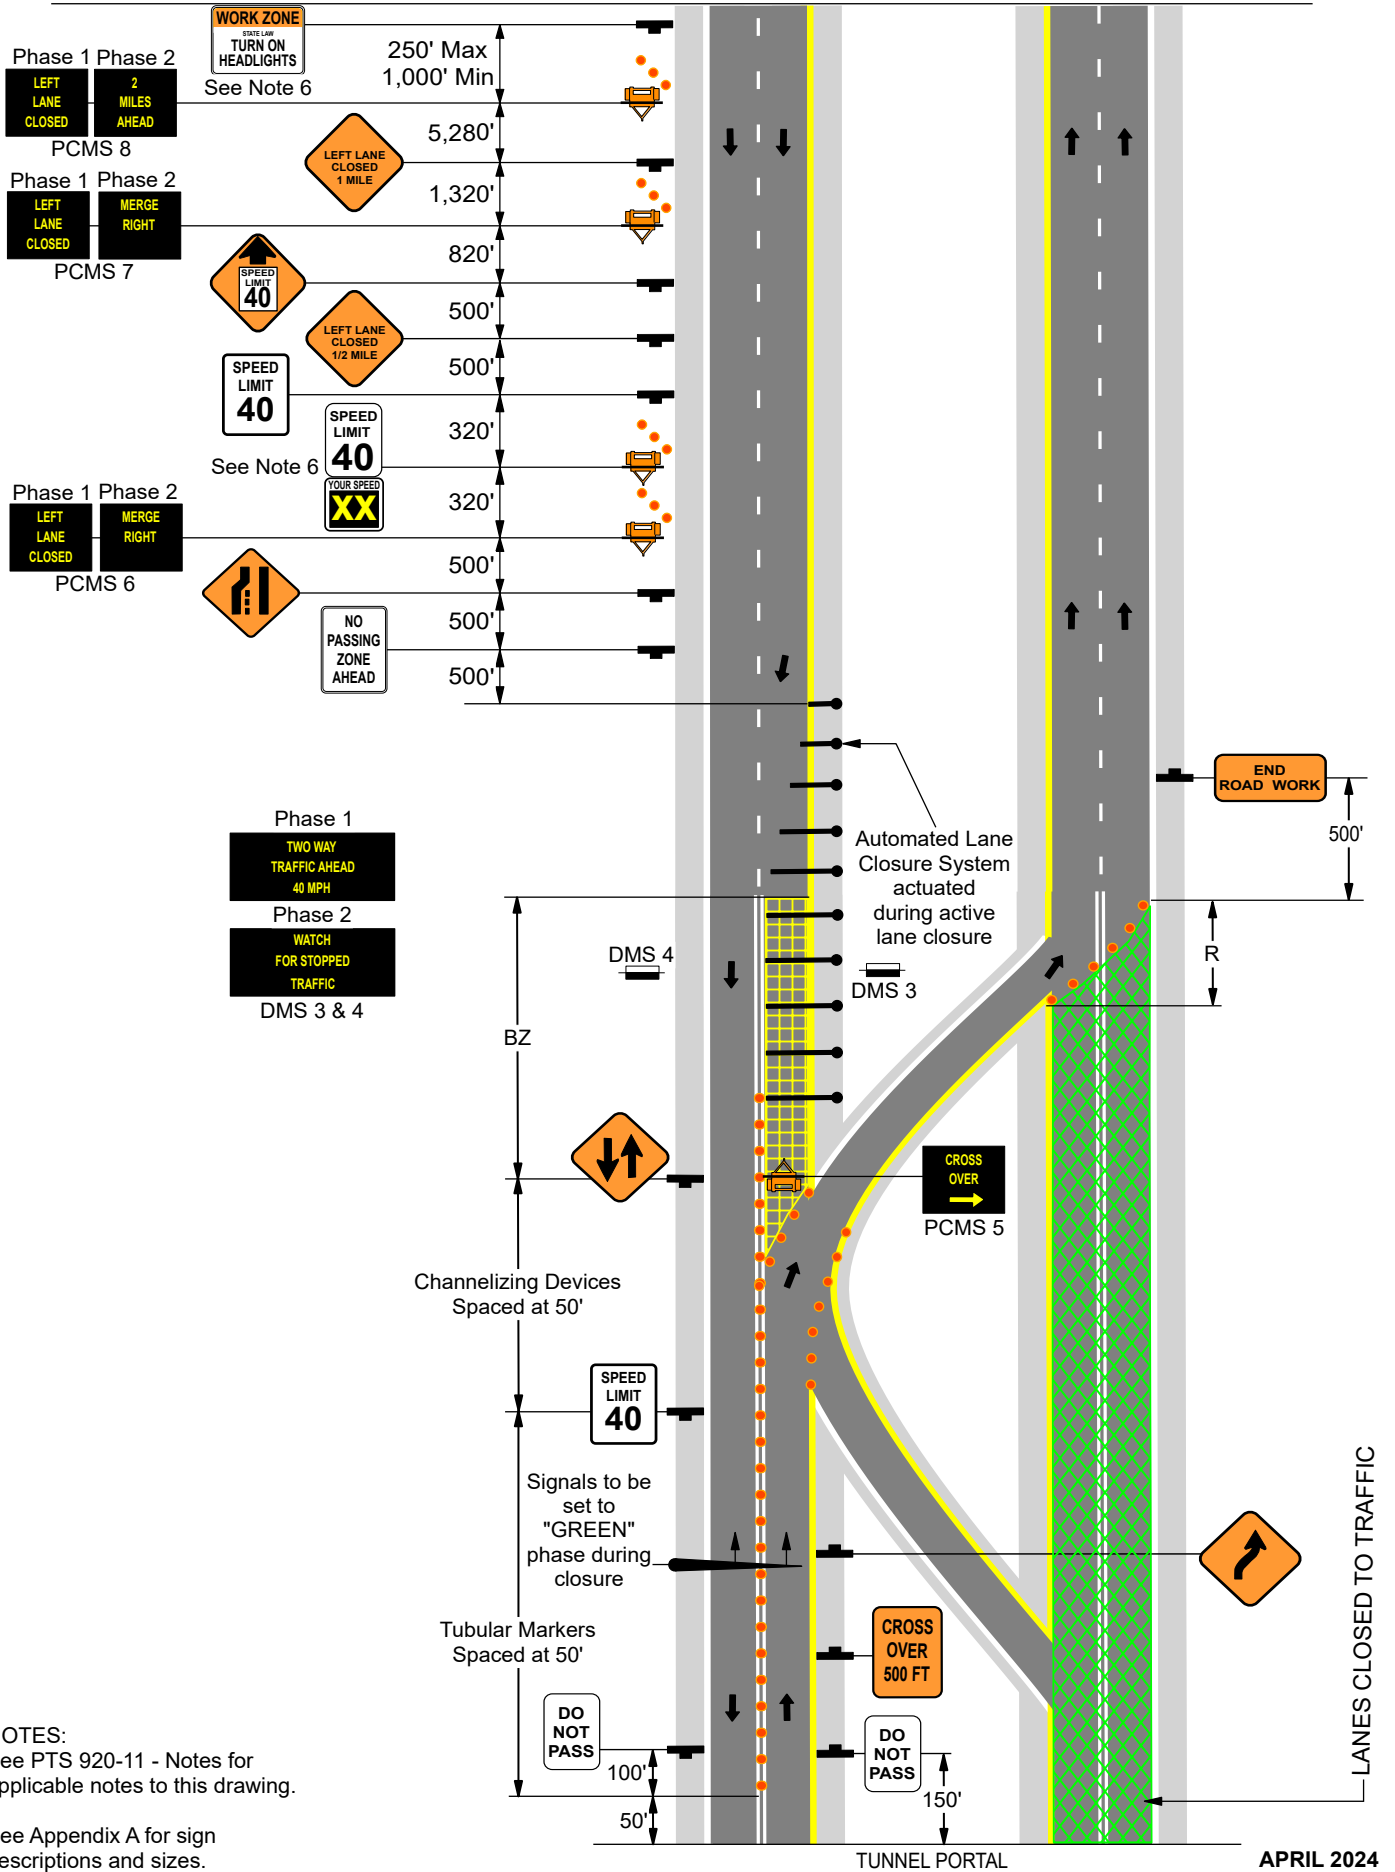 WORK ZONE
STATE LAW
TURN ON
HEADLIGHTS
See Note 6
250' Max
1,000' Min
Phase 1 Phase 2
LEFT
LANE
CLOSED
2
MILES
AHEAD
PCMS 8
5,280'
LEFT LANE
CLOSED
1 MILE
1,320'
Phase 1 Phase 2
LEFT
LANE
CLOSED
MERGE
RIGHT
PCMS 7
820'
SPEED
LIMIT
40
500'
LEFT LANE
CLOSED
1/2 MILE
500'
SPEED
LIMIT
40
320'
SPEED
LIMIT
40
See Note 6
YOUR SPEED
XX
320'
Phase 1 Phase 2
LEFT
LANE
CLOSED
MERGE
RIGHT
PCMS 6
500'
500'
NO
PASSING
ZONE
AHEAD
500'
END
ROAD WORK
500'
Automated Lane
Closure System
actuated
during active
lane closure
Phase 1
TWO WAY
TRAFFIC AHEAD
40 MPH
Phase 2
WATCH
FOR STOPPED
TRAFFIC
DMS 3 & 4
DMS 4
DMS 3
R
BZ
CROSS
OVER
PCMS 5
Channelizing Devices
Spaced at 50'
SPEED
LIMIT
40
Signals to be
set to
"GREEN"
phase during
closure
Tubular Markers
Spaced at 50'
CROSS
OVER
500 FT
LANES CLOSED TO TRAFFIC
DO
NOT
PASS
DO
NOT
PASS
100'
150'
50'
OTES:
ee PTS 920-11 - Notes for
pplicable notes to this drawing.
ee Appendix A for sign
escriptions and sizes.
TUNNEL PORTAL
APRIL 2024